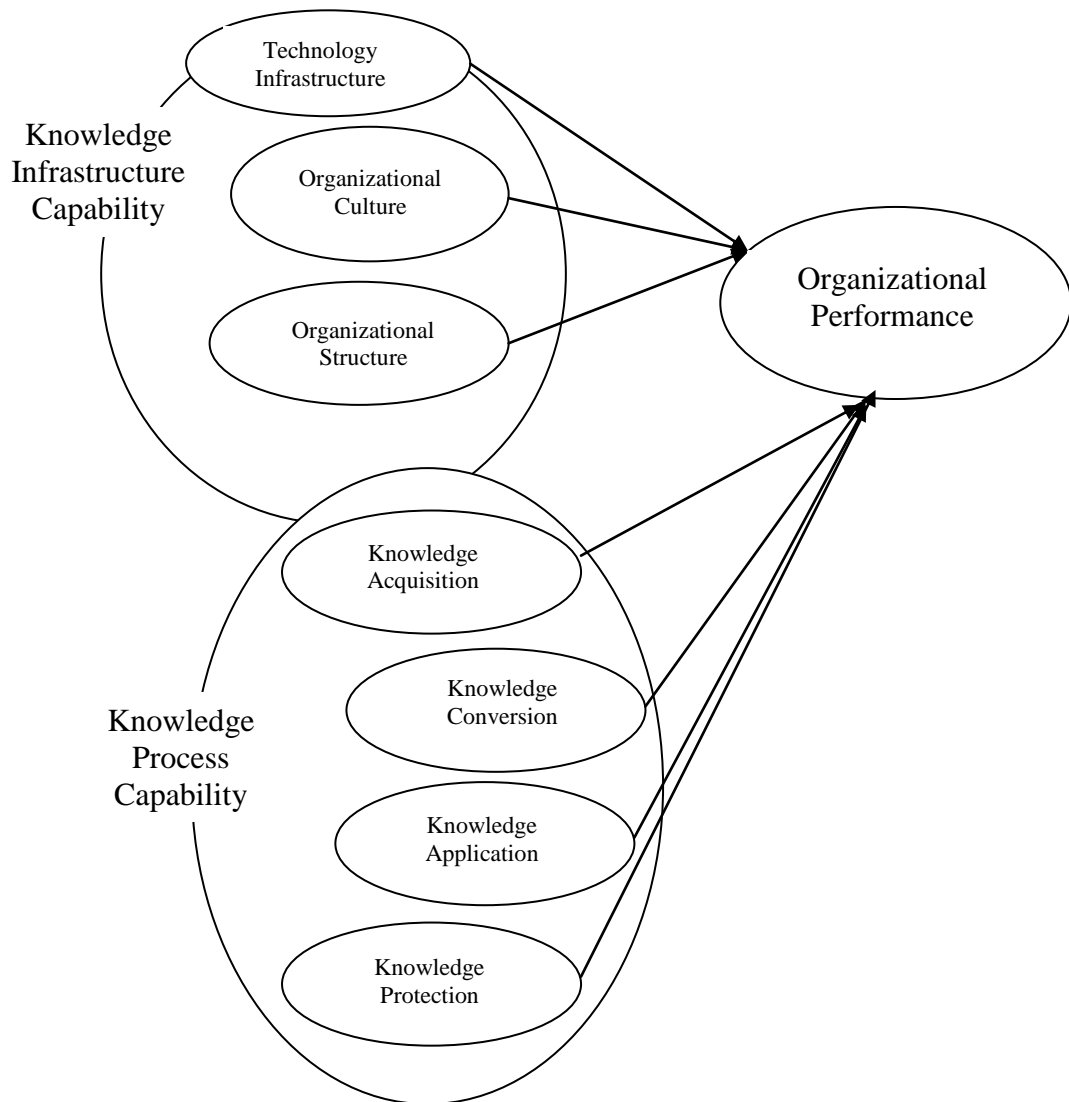 Technology
Infrastructure
Knowledge
Infrastructure
Capability
Organizational
Culture
Organizational
Structure
Organizational
Performance
Knowledge
Acquisition
Knowledge
Process
Capability
Knowledge
Conversion
Knowledge
Application
Knowledge
Protection